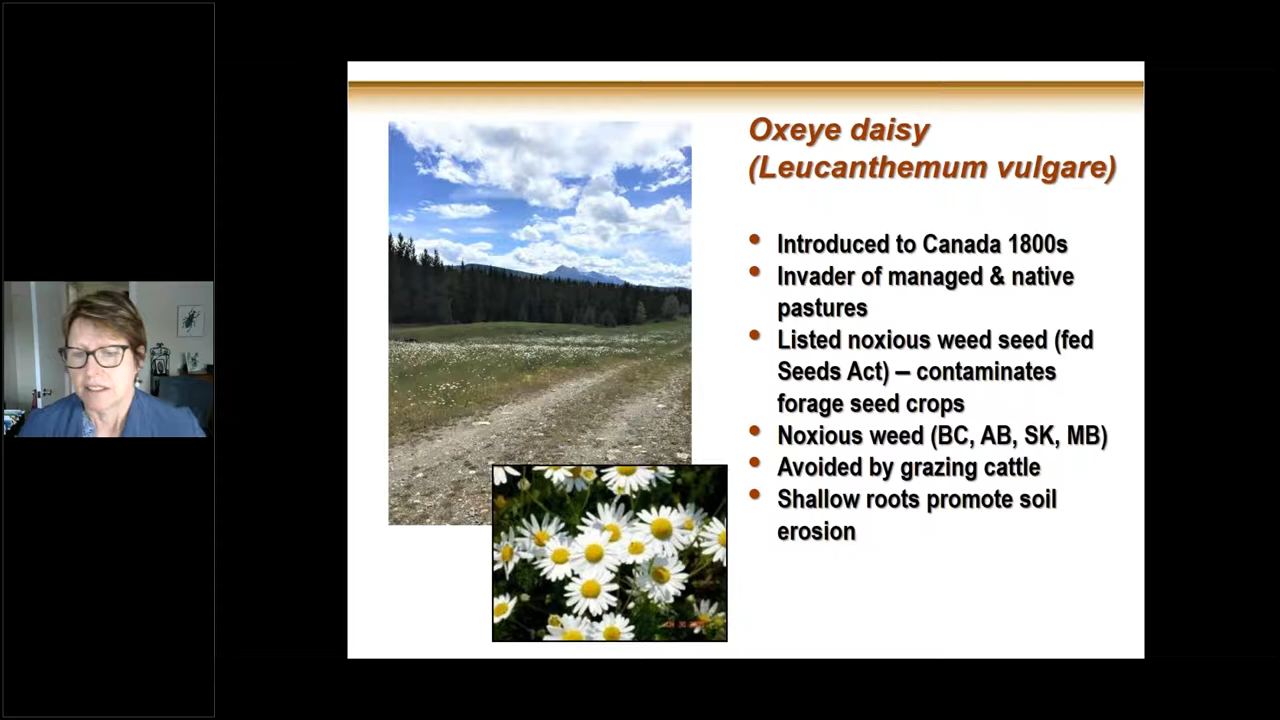 Oxeye daisy
(Leucanthemum vulgare)
• Introduced to Canada 1800s
• Invader of managed & native
pastures
• Listed noxious weed seed (fed
Seeds Act) – contaminates
forage seed crops
• Noxious weed (BC, AB, SK, MB)
• Avoided by grazing cattle
• Shallow roots promote soil
erosion